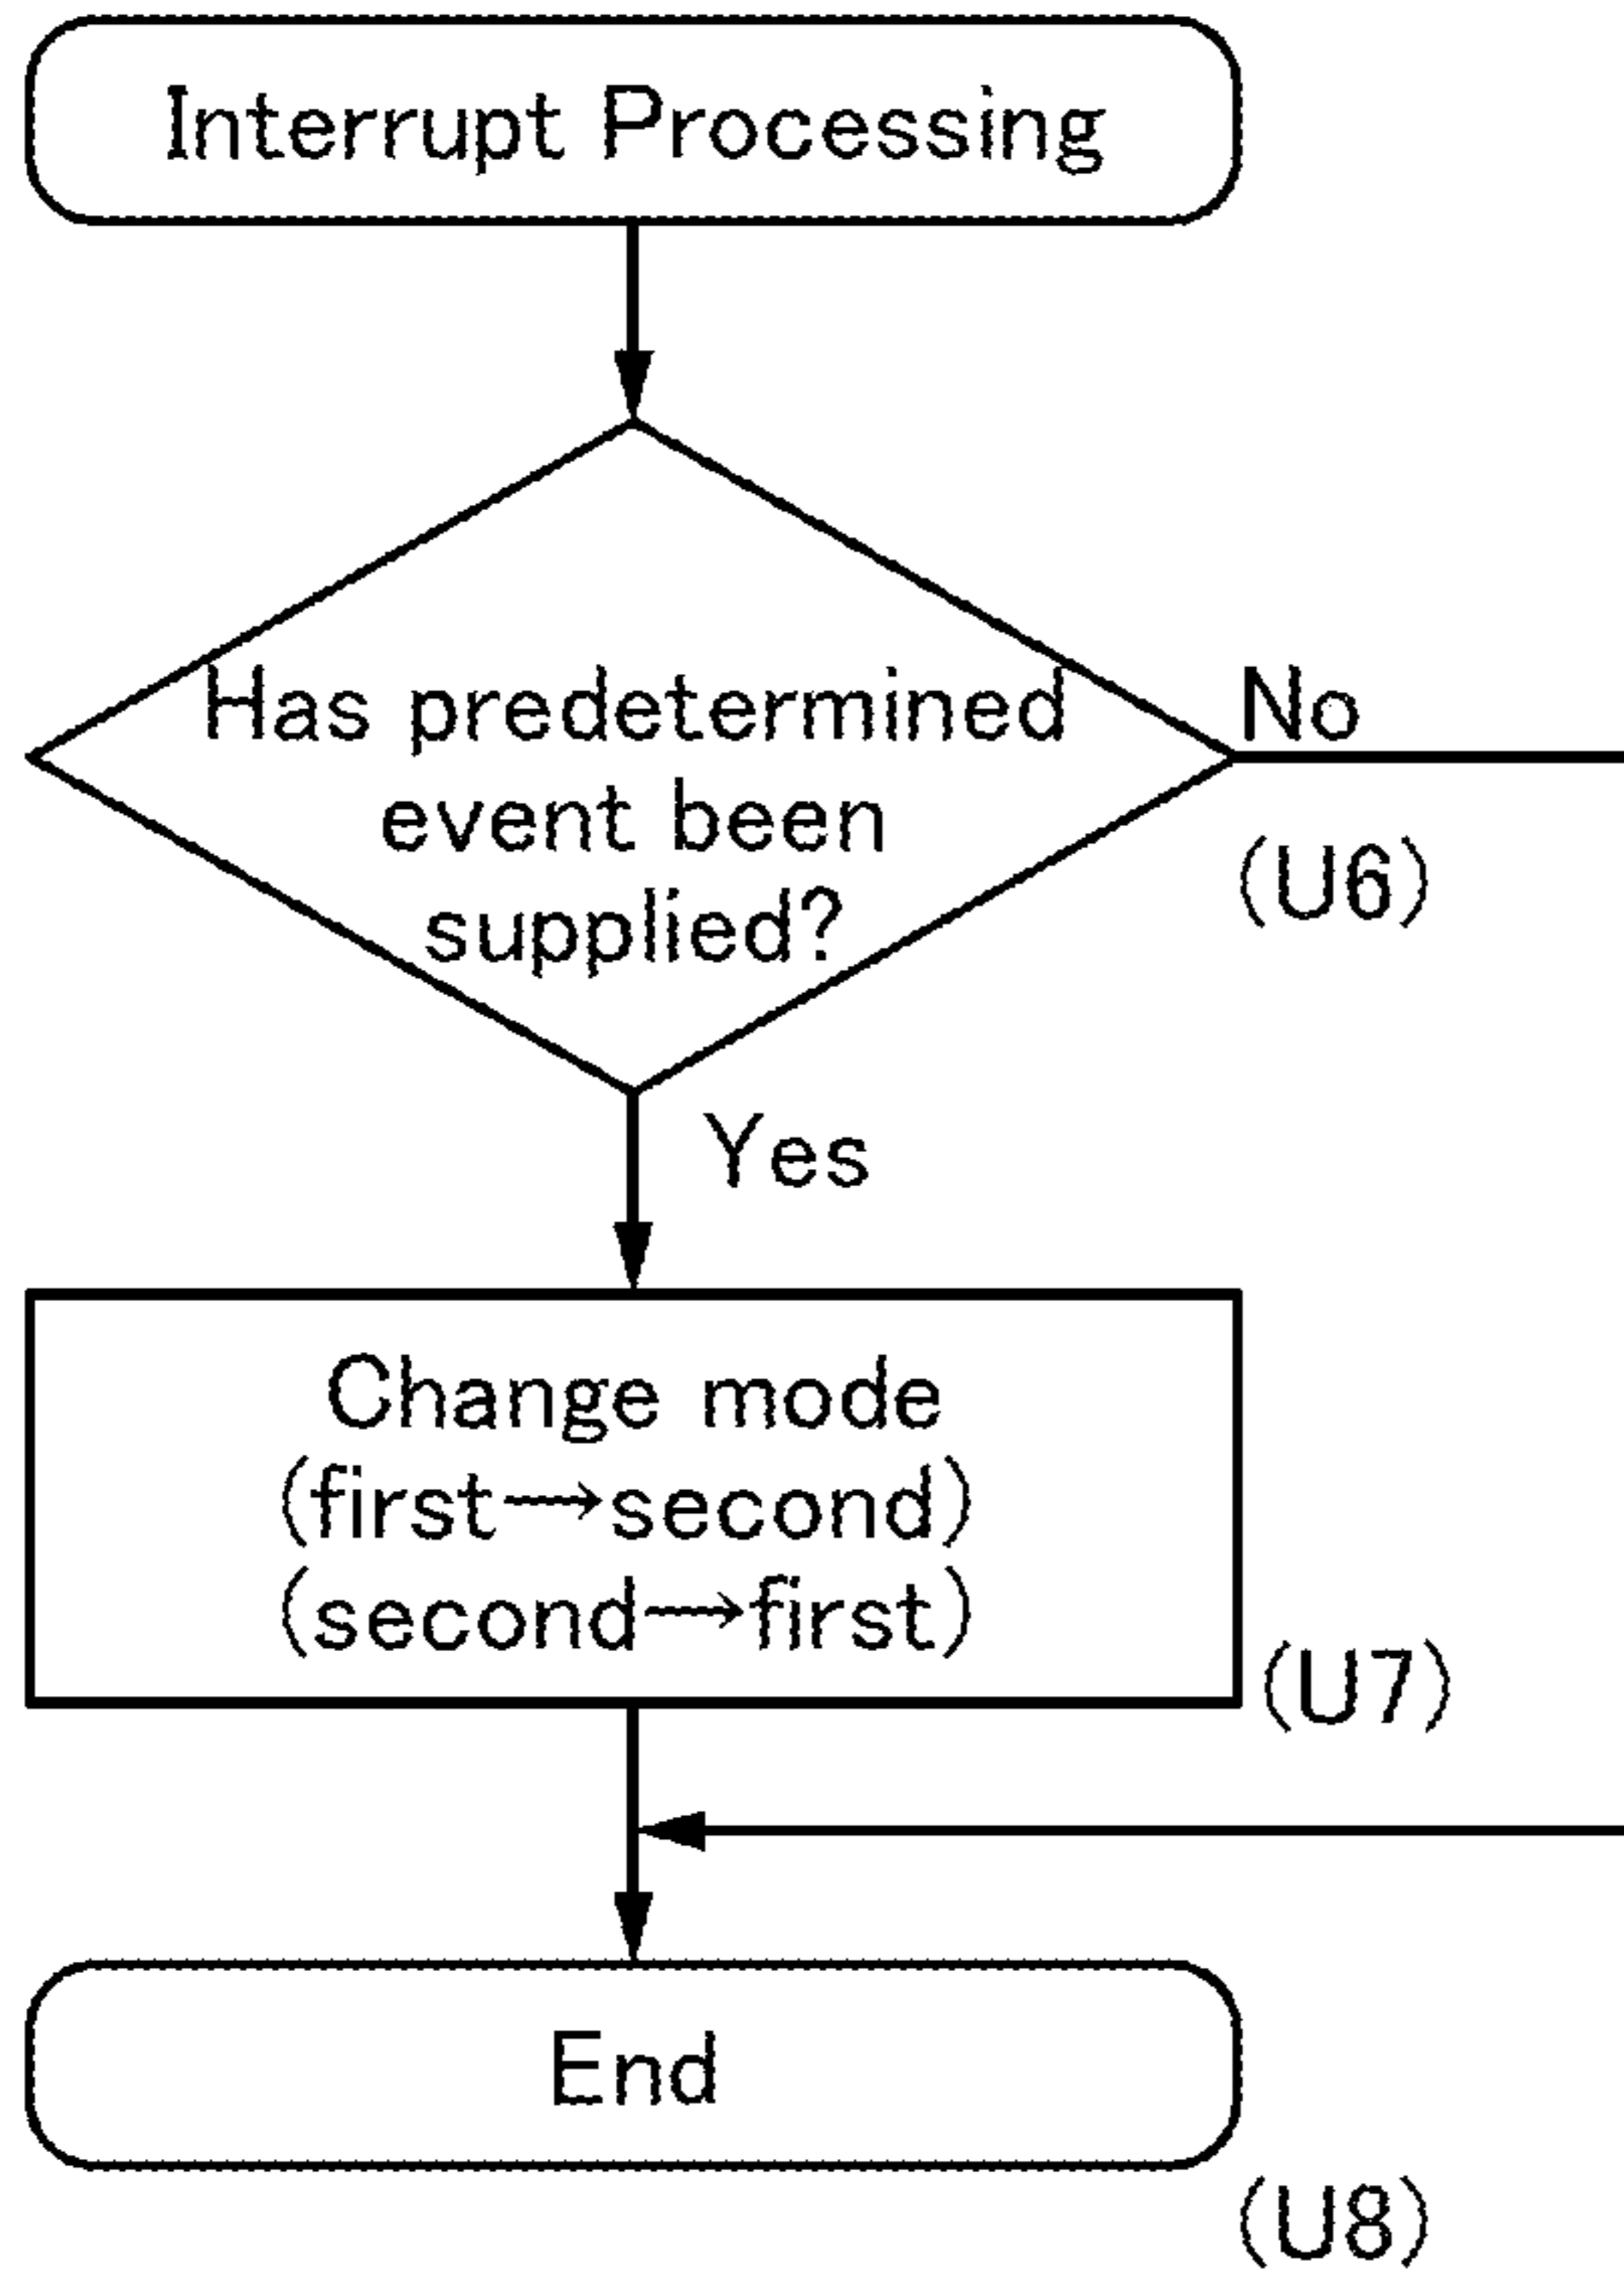 Interrupt Processing
Has predetermined
event been
supplied?
No
(U6)
Yes
Change mode
(first→second)
(second→first)
(U7)
End
(U8)